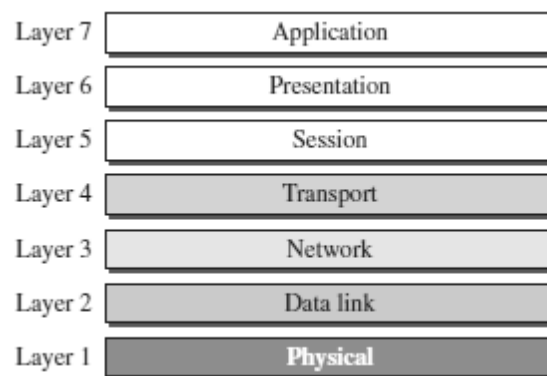 Layer 7 Application
Layer 6 Presentation
Layer 5 Session
Layer 4 Transport
Layer 3 Network
Layer 2 Data link
Layer 1 Physical